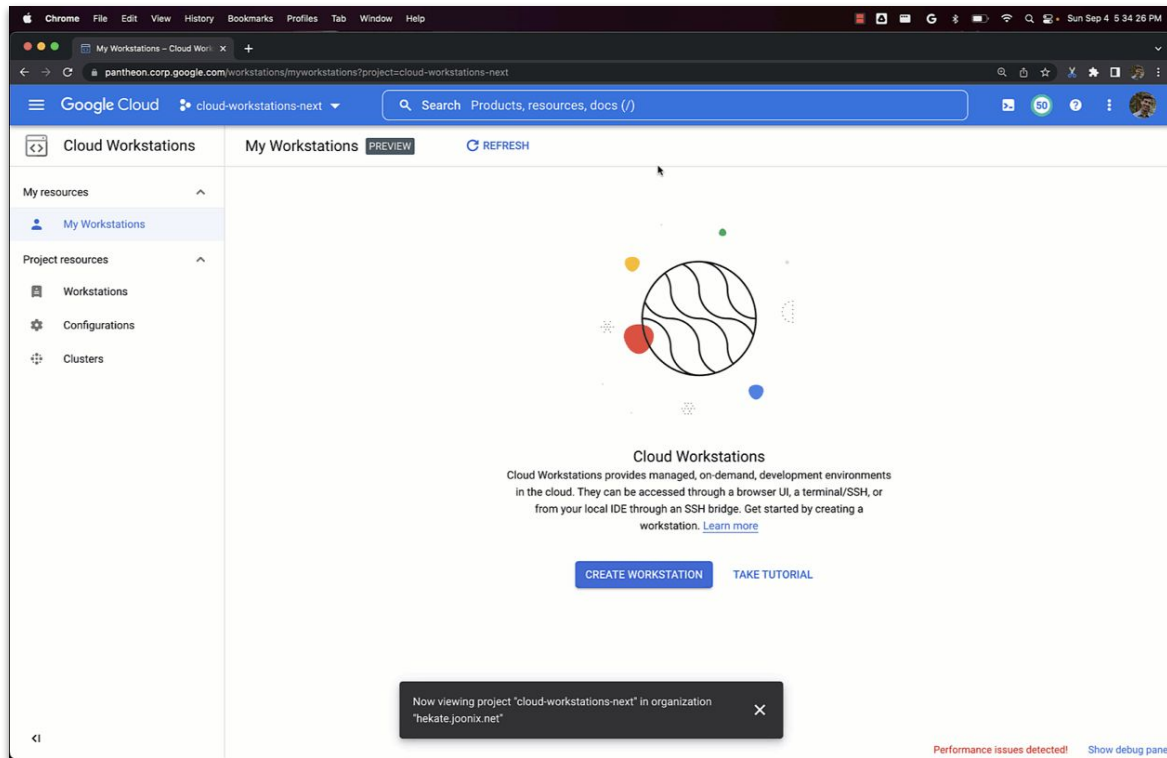 Chrome File Edit View History Bookmarks Profiles Tab Window Help
Sun Sep 4 5 34 26 PM
My Workstations – Cloud Work
pantheon.corp.google.com/workstations/myworkstations?project=cloud-workstations-next
Google Cloud
cloud-workstations-next
Search Products, resources, docs (/)
50
Cloud Workstations
My Workstations PREVIEW
REFRESH
My resources
My Workstations
Project resources
Workstations
Configurations
Clusters
Cloud Workstations
Cloud Workstations provides managed, on-demand, development environments
in the cloud. They can be accessed through a browser UI, a terminal/SSH, or
from your local IDE through an SSH bridge. Get started by creating a
workstation. Learn more
CREATE WORKSTATION
TAKE TUTORIAL
Now viewing project "cloud-workstations-next" in organization
"hekate.joonix.net"
Performance issues detected! Show debug pane